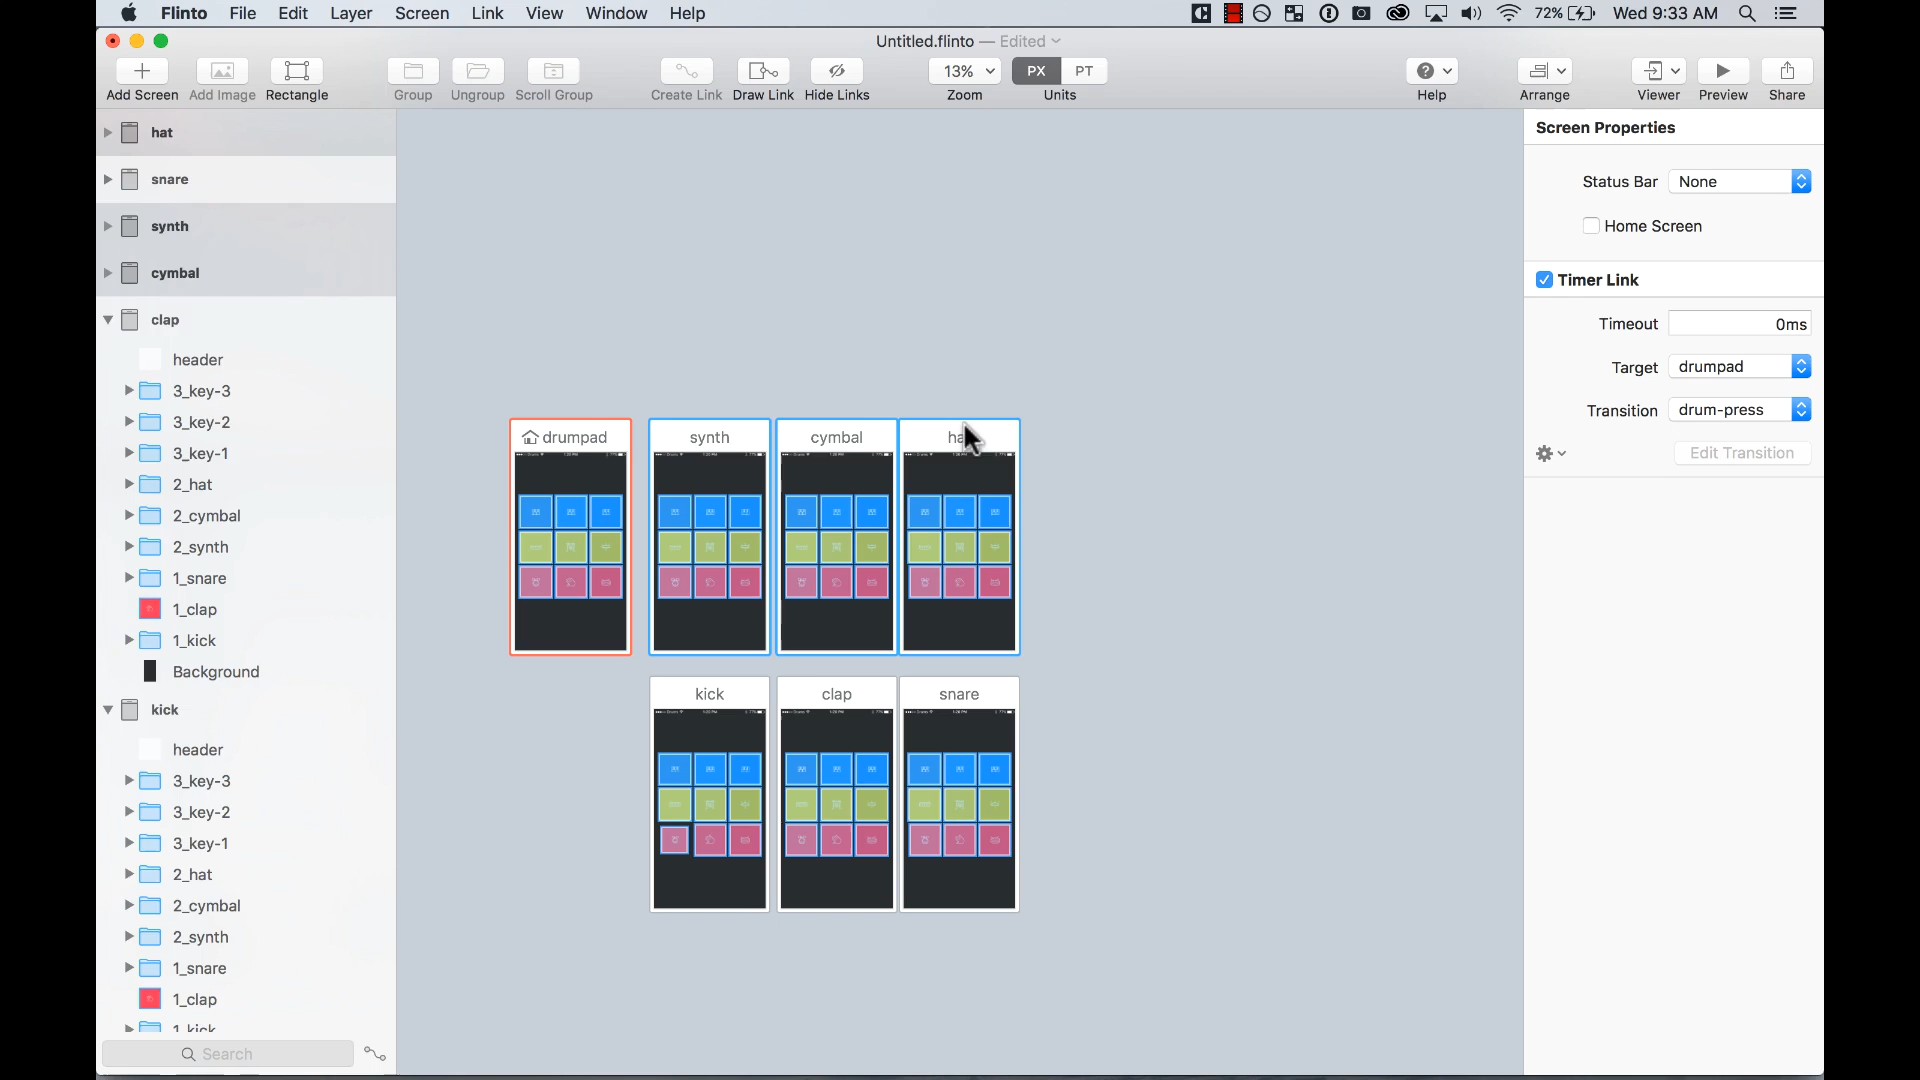 Flinto File Edit Layer Screen Link View Window Help 72% Wed 9:33 AM
Untitled.flinto — Edited
Add Screen Add Image Rectangle Group Ungroup Scroll Group Create Link Draw Link Hide Links 13% Zoom PX PT Units Help Arrange Viewer Preview Share
hat
snare
synth
cymbal
clap
header
3_key-3
3_key-2
3_key-1
2_hat
2_cymbal
2_synth
1_snare
1_clap
1_kick
Background
kick
header
3_key-3
3_key-2
3_key-1
2_hat
2_cymbal
2_synth
1_snare
1_clap
1_kick
Search
drumpad synth cymbal
kick clap snare
Screen Properties
Status Bar None
Home Screen
Timer Link
Timeout 0ms
Target drumpad
Transition drum-press
Edit Transition